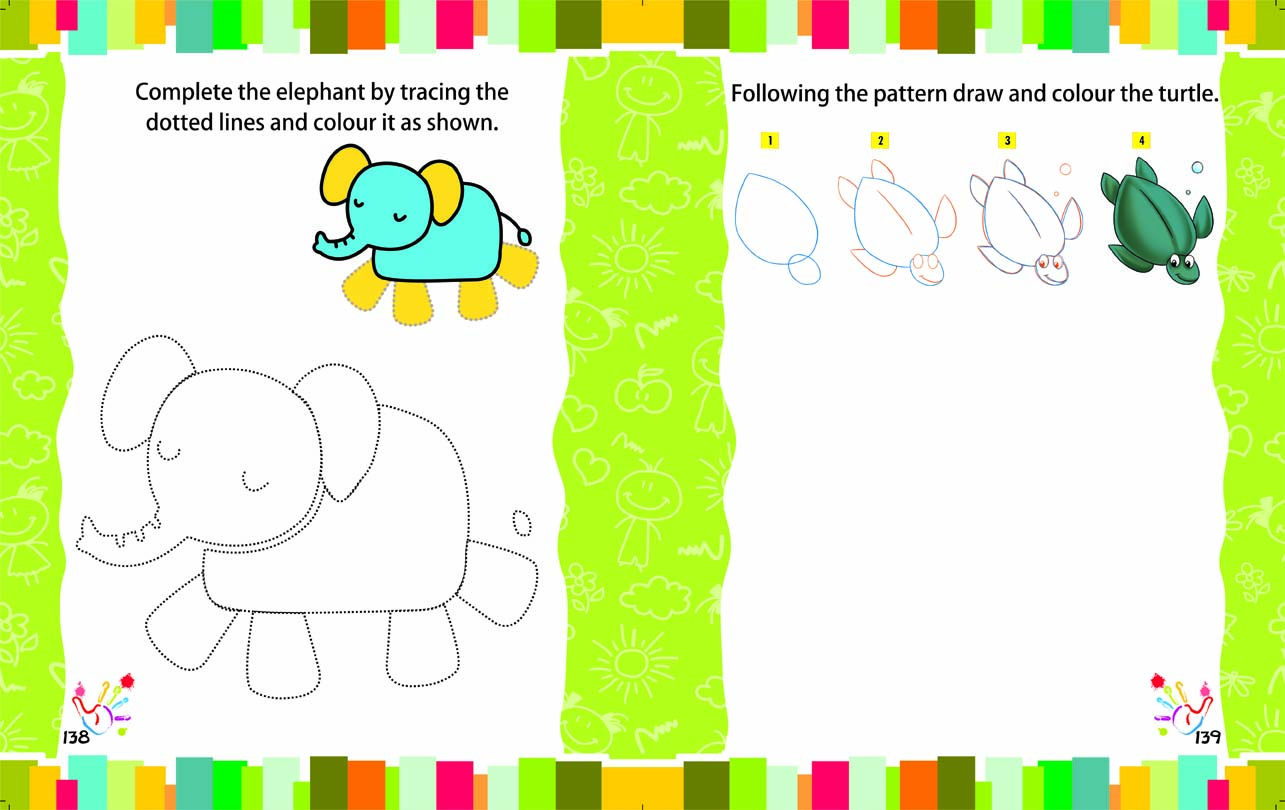 Complete the elephant by tracing the
dotted lines and colour it as shown.
138
Following the pattern draw and colour the turtle.
1 2 3 4
139